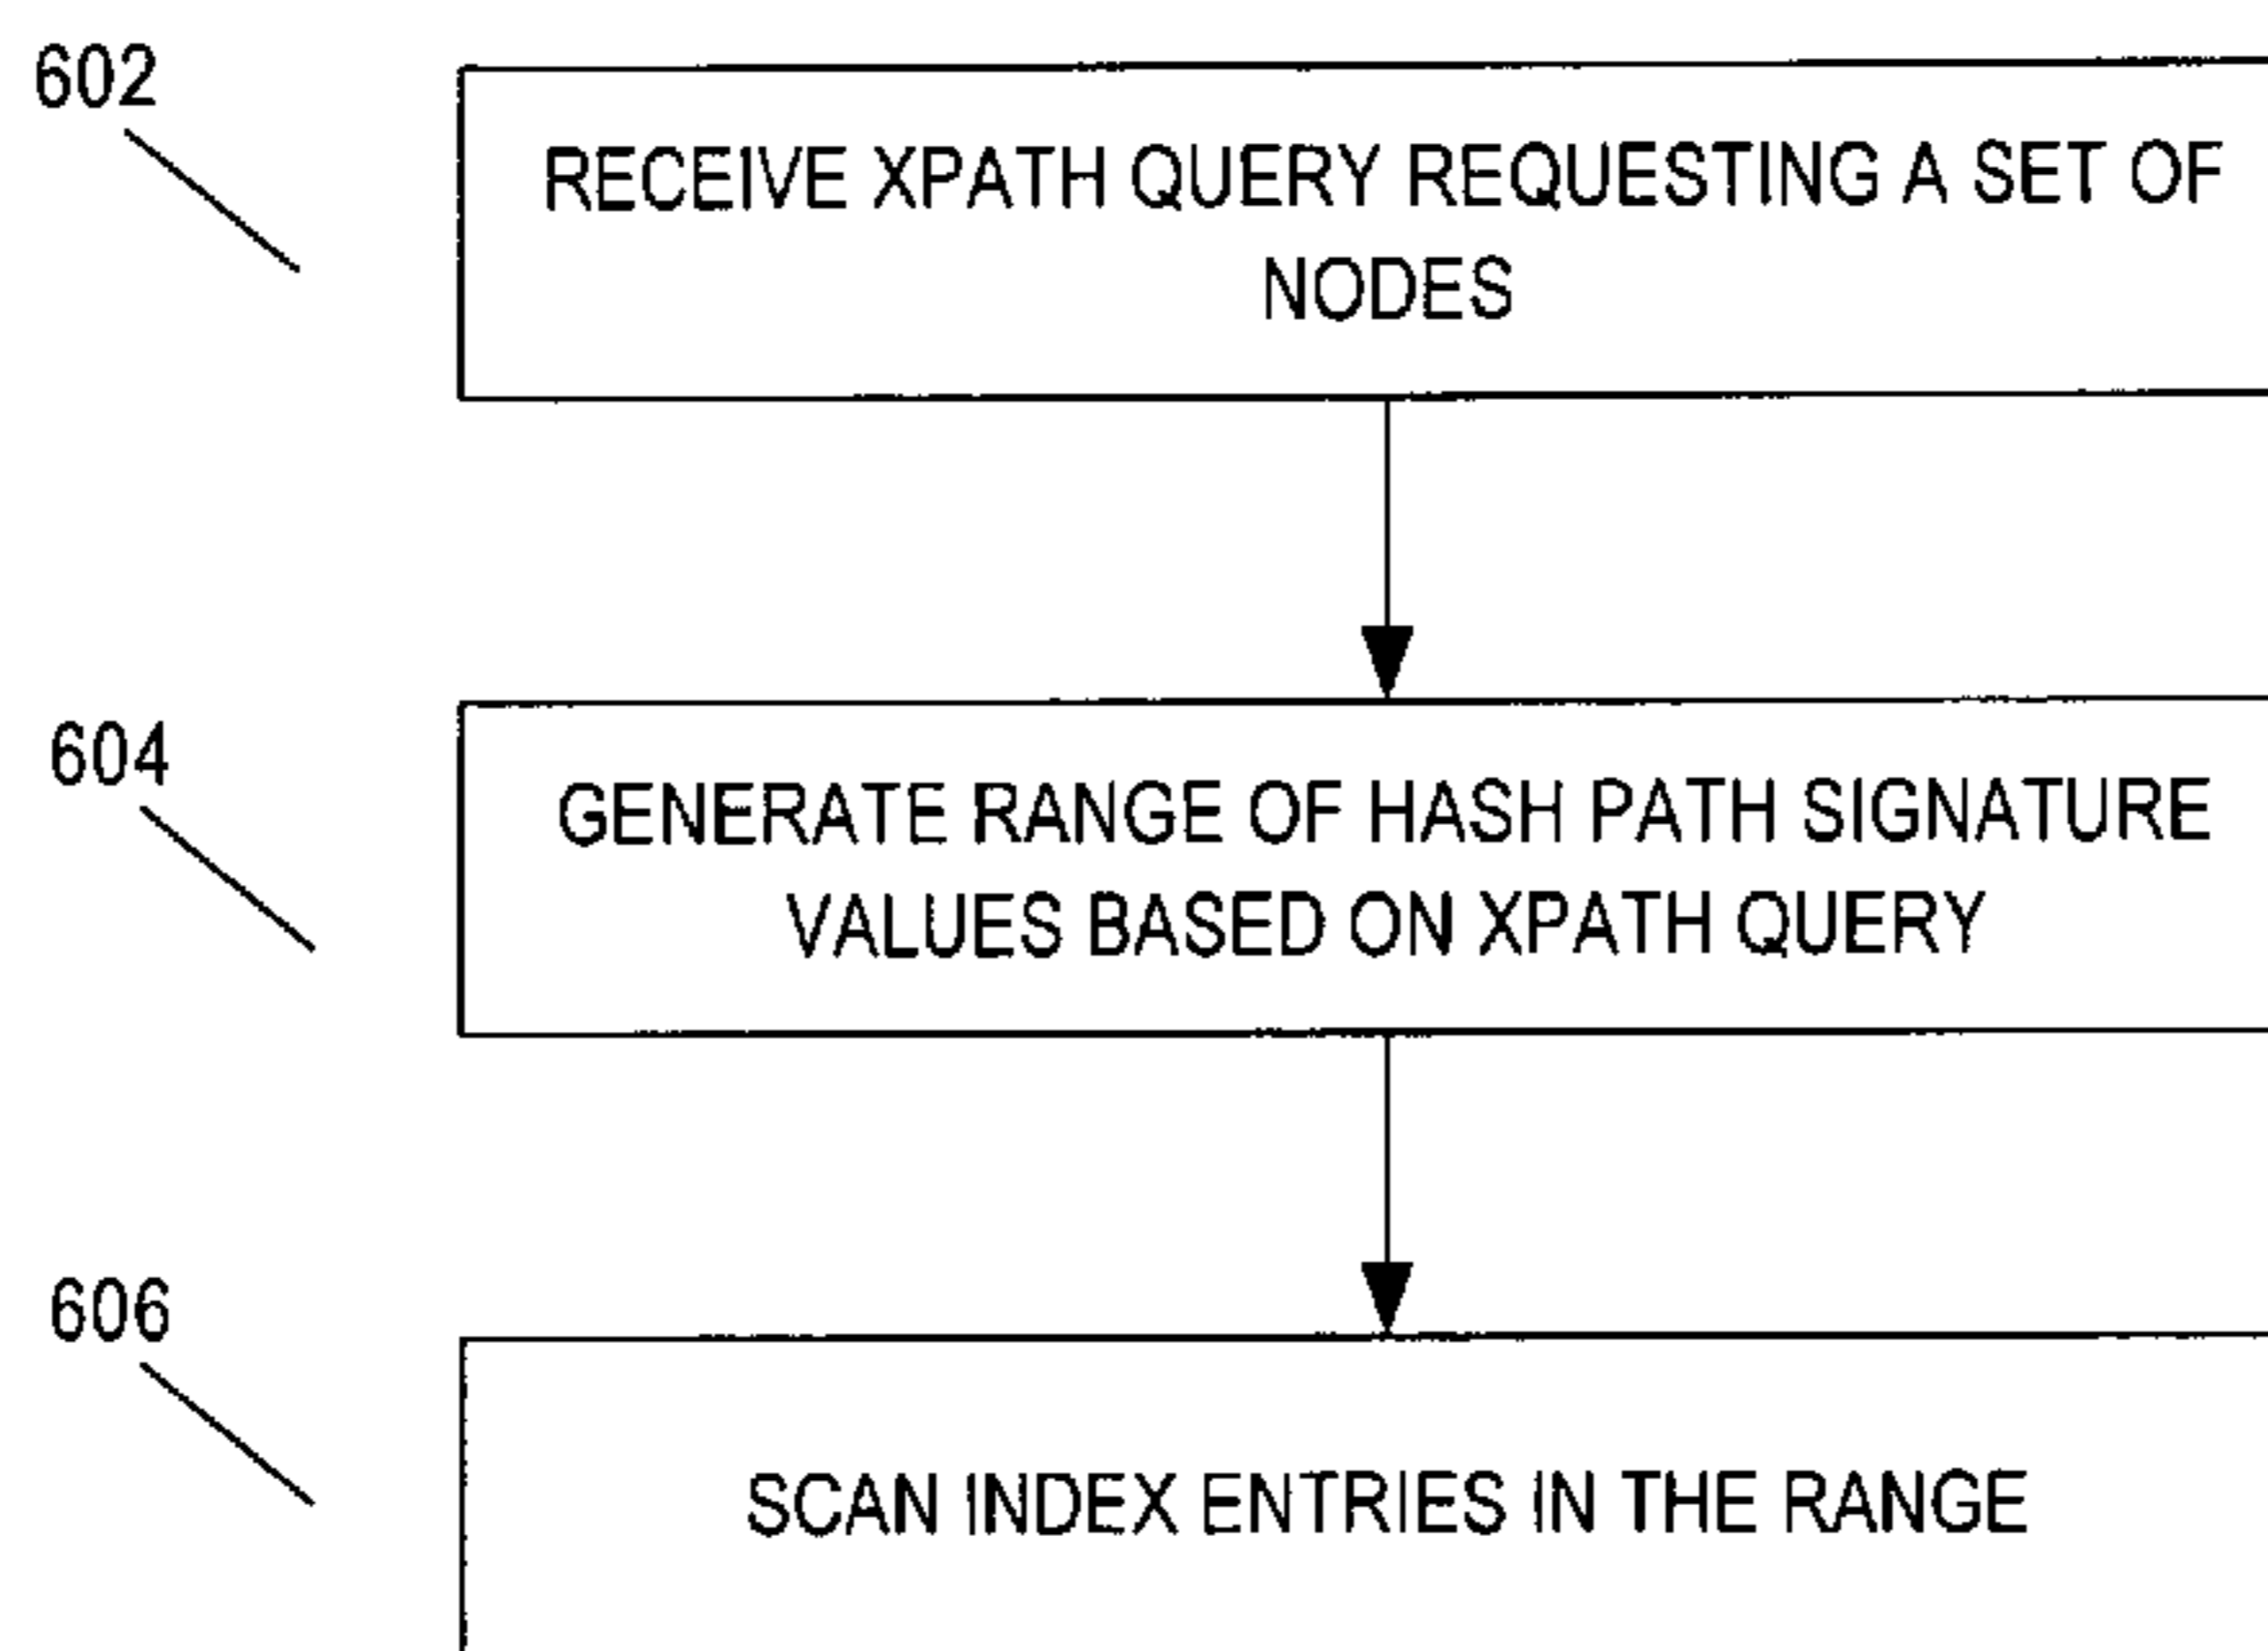 602
RECEIVE XPATH QUERY REQUESTING A SET OF
NODES
604
GENERATE RANGE OF HASH PATH SIGNATURE
VALUES BASED ON XPATH QUERY
606
SCAN INDEX ENTRIES IN THE RANGE